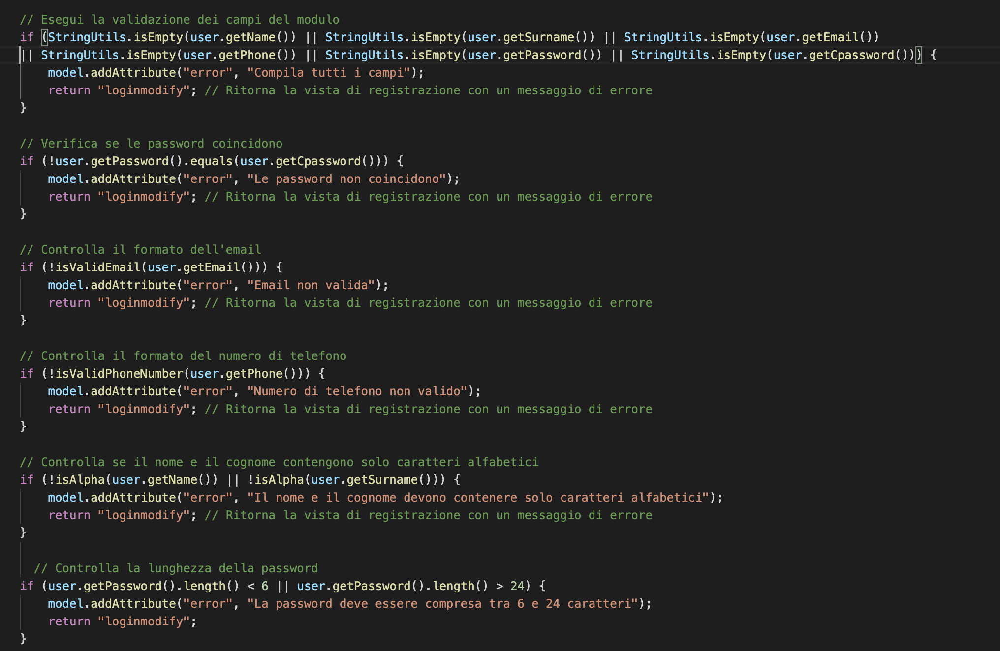 // Esegui la validazione dei campi del modulo
if (StringUtils.isEmpty(user.getName()) || StringUtils.isEmpty(user.getSurname()) || StringUtils.isEmpty(user.getEmail())
|| StringUtils.isEmpty(user.getPhone()) || StringUtils.isEmpty(user.getPassword()) || StringUtils.isEmpty(user.getCpassword())) {
    model.addAttribute("error", "Compila tutti i campi");
    return "loginmodify"; // Ritorna la vista di registrazione con un messaggio di errore
}

// Verifica se le password coincidono
if (!user.getPassword().equals(user.getCpassword())) {
    model.addAttribute("error", "Le password non coincidono");
    return "loginmodify"; // Ritorna la vista di registrazione con un messaggio di errore
}

// Controlla il formato dell'email
if (!isValidEmail(user.getEmail())) {
    model.addAttribute("error", "Email non valida");
    return "loginmodify"; // Ritorna la vista di registrazione con un messaggio di errore
}

// Controlla il formato del numero di telefono
if (!isValidPhoneNumber(user.getPhone())) {
    model.addAttribute("error", "Numero di telefono non valido");
    return "loginmodify"; // Ritorna la vista di registrazione con un messaggio di errore
}

// Controlla se il nome e il cognome contengono solo caratteri alfabetici
if (!isAlpha(user.getName()) || !isAlpha(user.getSurname())) {
    model.addAttribute("error", "Il nome e il cognome devono contenere solo caratteri alfabetici");
    return "loginmodify"; // Ritorna la vista di registrazione con un messaggio di errore
}

  // Controlla la lunghezza della password
if (user.getPassword().length() < 6 || user.getPassword().length() > 24) {
    model.addAttribute("error", "La password deve essere compresa tra 6 e 24 caratteri");
    return "loginmodify";
}